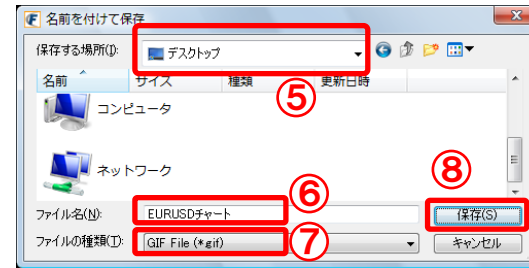 名前を付けて保存
保存する場所(I): デスクトップ
⑤
名前 サイズ 種類 更新日時
コンピュータ
ネットワーク
⑥ ⑧
ファイル名(N): EURUSDチャート 保存(S)
ファイルの種類(T): GIF File (*gif) ⑦ キャンセル